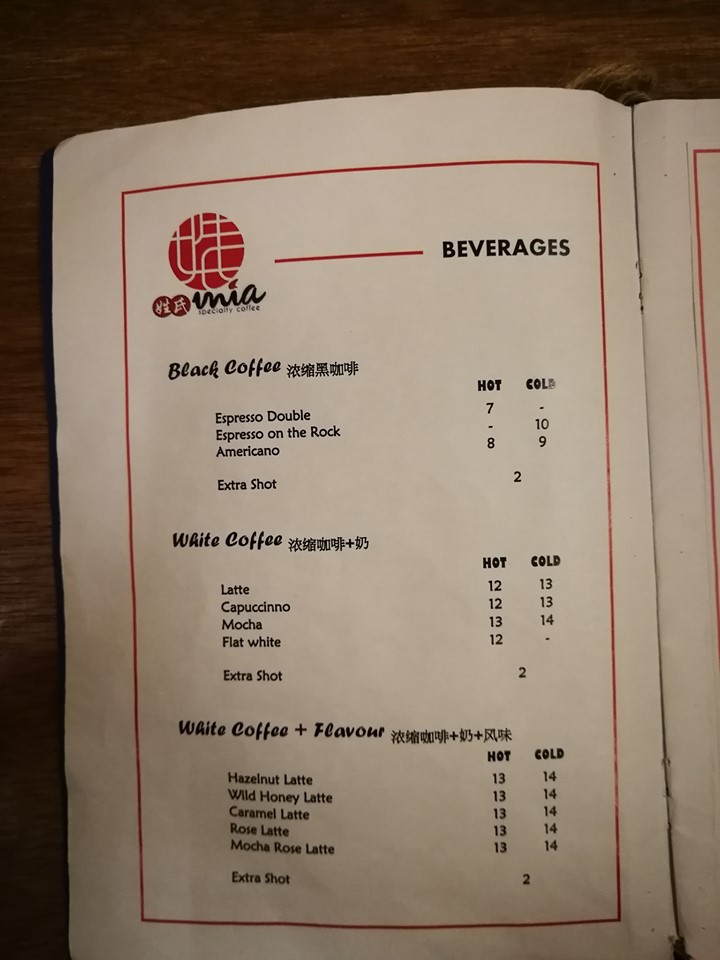 BEVERAGES
姓氏 mia
specialty coffee
Black Coffee 浓缩黑咖啡
HOT COLD
Espresso Double 7 -
Espresso on the Rock - 10
Americano 8 9
Extra Shot 2
White Coffee 浓缩咖啡+奶
HOT COLD
Latte 12 13
Capuccinno 12 13
Mocha 13 14
Flat white 12 -
Extra Shot 2
White Coffee + Flavour 浓缩咖啡+奶+风味
HOT COLD
Hazelnut Latte 13 14
Wild Honey Latte 13 14
Caramel Latte 13 14
Rose Latte 13 14
Mocha Rose Latte 13 14
Extra Shot 2